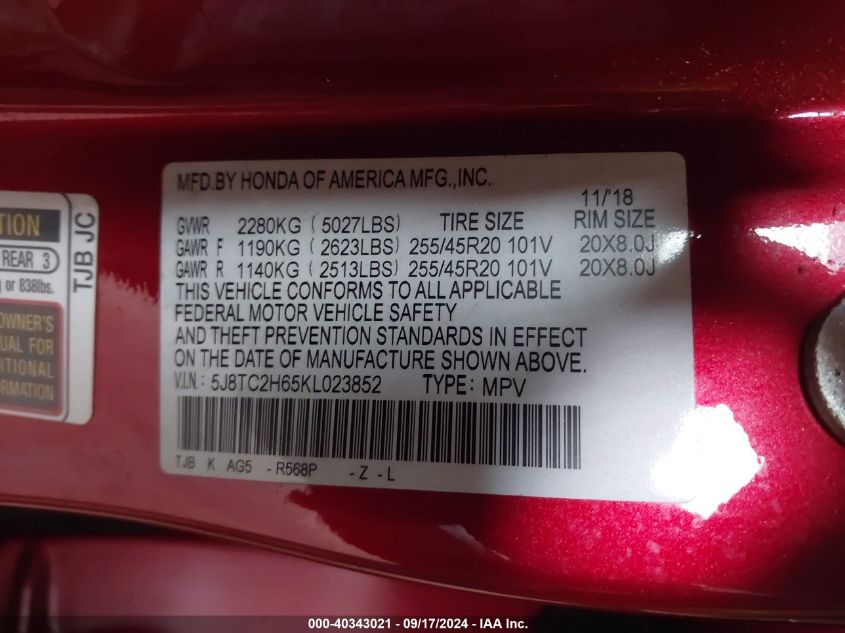 MFD.BY HONDA OF AMERICA MFG.,INC.
11/'18
GVWR 2280KG (5027LBS) TIRE SIZE RIM SIZE
GAWR F 1190KG (2623LBS) 255/45R20 101V 20X8.0J
GAWR R 1140KG (2513LBS) 255/45R20 101V 20X8.0J
THIS VEHICLE CONFORMS TO ALL APPLICABLE
FEDERAL MOTOR VEHICLE SAFETY
AND THEFT PREVENTION STANDARDS IN EFFECT
ON THE DATE OF MANUFACTURE SHOWN ABOVE.
V.I.N.: 5J8TC2H65KL023852 TYPE: MPV
TJB K AG5 -R568P -Z-L
REAR 3
or 838lbs.
OWNER'S
FOR
TJB JC
000-40343021 - 09/17/2024 - IAA Inc.